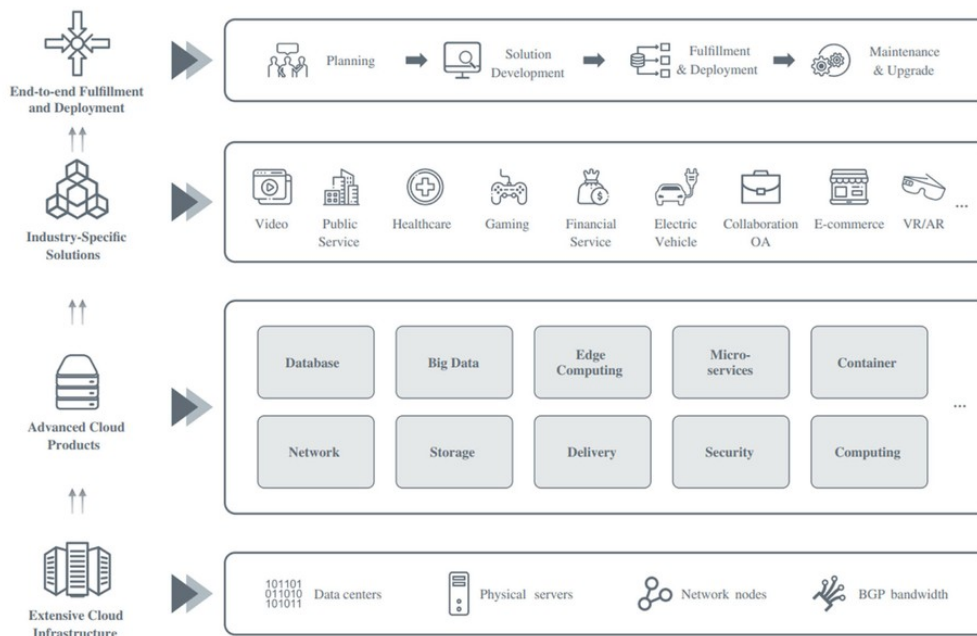 Planning
Solution
Development
Fulfillment
& Deployment
Maintenance
& Upgrade
End-to-end Fulfillment
and Deployment
Video
Public
Service
Healthcare
Gaming
Financial
Service
Electric
Vehicle
Collaboration
OA
E-commerce
VR/AR
...
Industry-Specific
Solutions
Database
Big Data
Edge
Computing
Micro-
services
Container
...
Network
Storage
Delivery
Security
Computing
Advanced Cloud
Products
101101
011010
101011
Data centers
Physical servers
Network nodes
BGP bandwidth
Extensive Cloud
Infrastructure